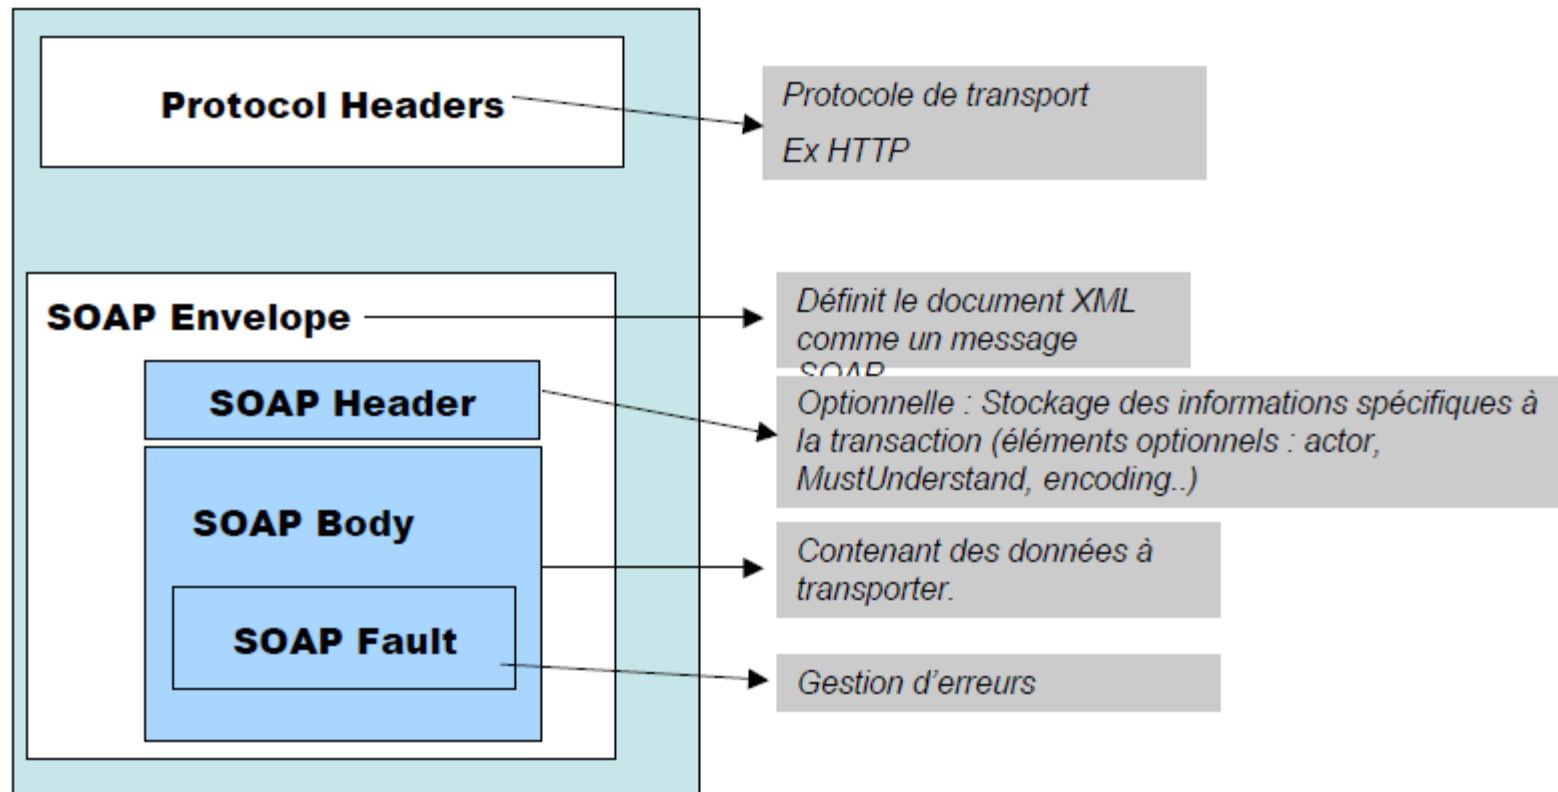 Protocol Headers
Protocole de transport
Ex HTTP
SOAP Envelope
Définit le document XML
comme un message
SOAP
SOAP Header
Optionnelle : Stockage des informations spécifiques à
la transaction (éléments optionnels : actor,
MustUnderstand, encoding..)
SOAP Body
Contenant des données à
transporter.
SOAP Fault
Gestion d'erreurs